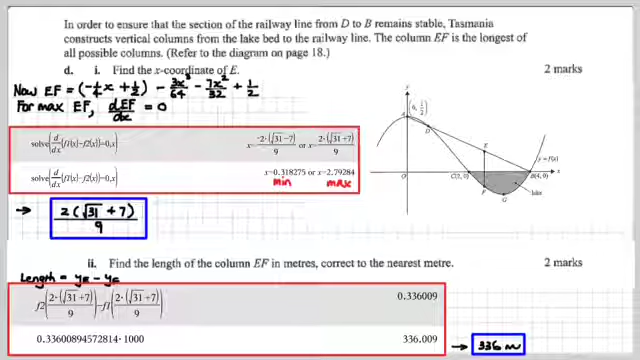 In order to ensure that the section of the railway line from D to B remains stable, Tasmania
constructs vertical columns from the lake bed to the railway line. The column EF is the longest of
all possible columns. (Refer to the diagram on page 18.)
d. i. Find the x-coordinate of E. 2 marks
Now EF = (-1/4 x + 1/2) - 3x³/64 - 7x²/32 + 1/2
For max EF, dEF/dx = 0
solve(d/dx(f1(x)-f2(x))=0,x) x=-2·(√31-7)/9 or x=2·(√31+7)/9
solve(d/dx(f1(x)-f2(x))=0,x) x=0.318275 or x=2.79284
min max
→ 2(√31+7)/9
y
A (0, 1/2)
D
E
y = f(x)
O C(2, 0) B(4, 0) x
F
G
lake
ii. Find the length of the column EF in metres, correct to the nearest metre. 2 marks
Length = yE - yF
f2(2·(√31+7)/9)-f1(2·(√31+7)/9) 0.336009
0.33600894572814·1000 336.009
→ 336 m